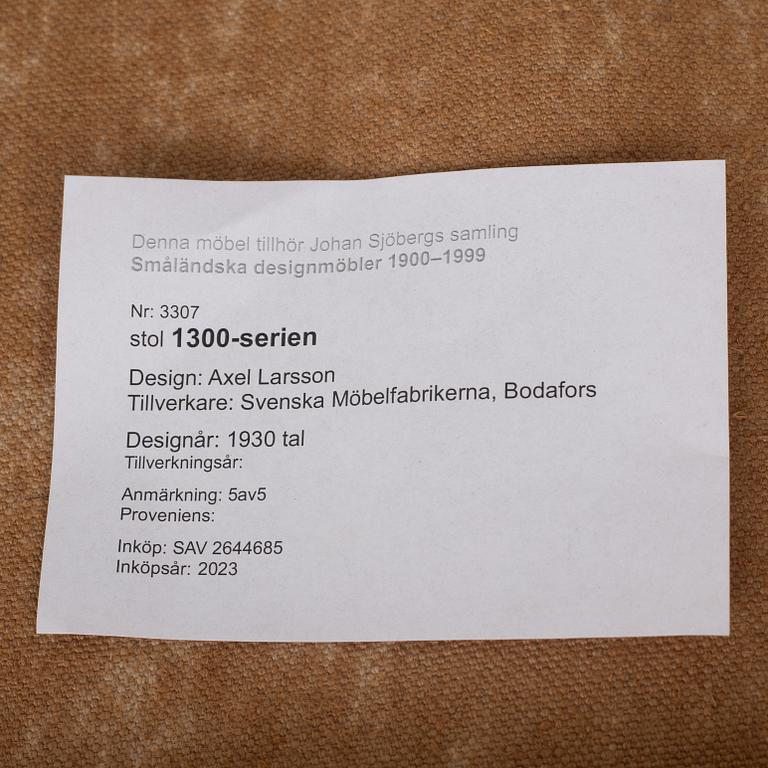 Denna möbel tillhör Johan Sjöbergs samling
Småländska designmöbler 1900–1999
Nr: 3307
stol 1300-serien
Design: Axel Larsson
Tillverkare: Svenska Möbelfabrikerna, Bodafors
Designår: 1930 tal
Tillverkningsår:
Anmärkning: 5av5
Proveniens:
Inköp: SAV 2644685
Inköpsår: 2023